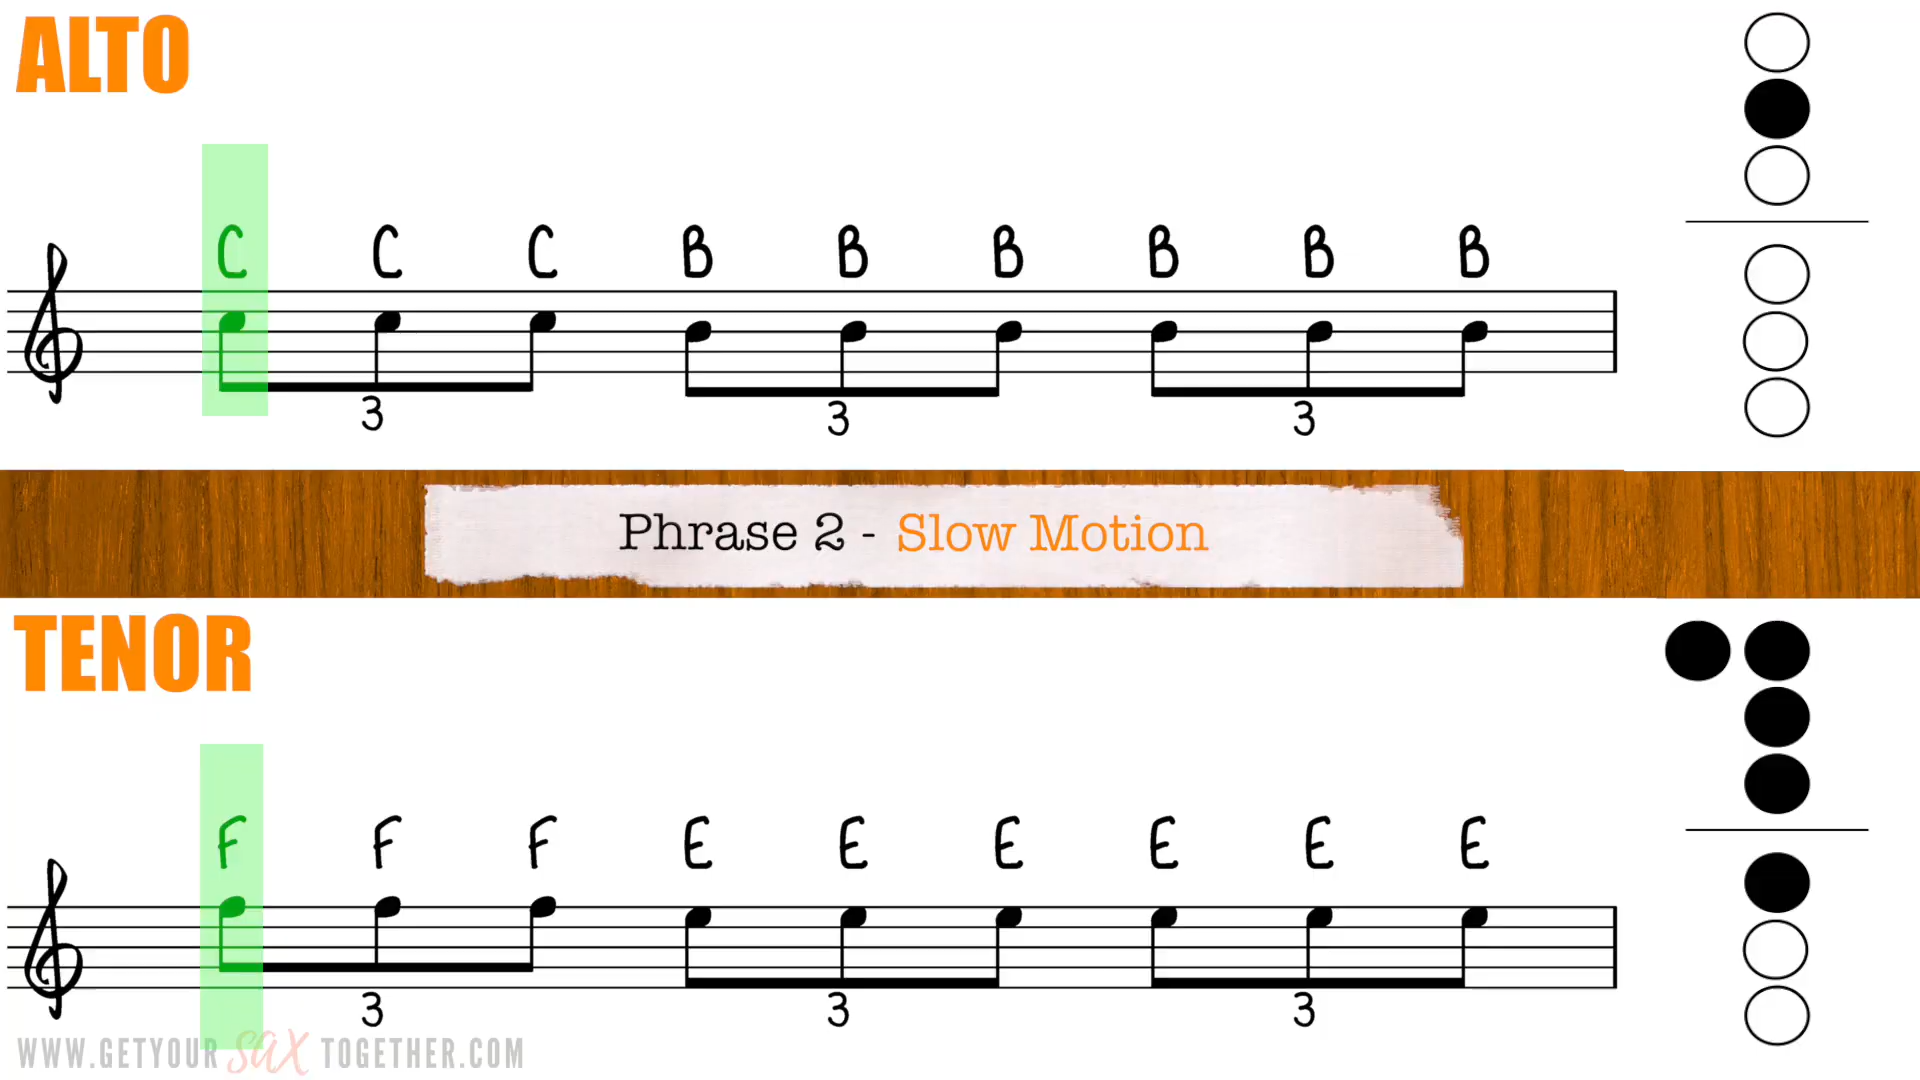 ALTO
C C C B B B B B B
3 3 3
Phrase 2 - Slow Motion
TENOR
F F F E E E E E E
3 3 3
WWW.GETYOUR sax TOGETHER.COM